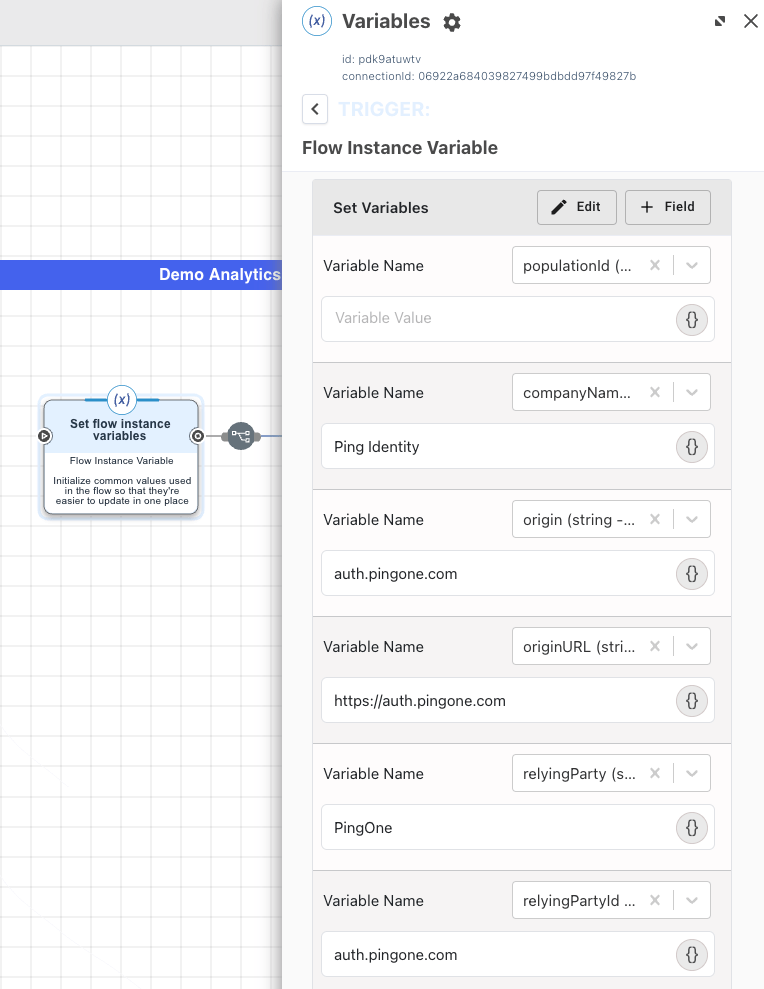 (x) Variables
id: pdk9atuwtv
connectionId: 06922a684039827499bdbdd97f49827b
TRIGGER:
Flow Instance Variable
Set Variables
Edit
+ Field
Variable Name
populationId (...
Variable Value
{}
Variable Name
companyNam...
Ping Identity
{}
Variable Name
origin (string -...
auth.pingone.com
{}
Variable Name
originURL (stri...
https://auth.pingone.com
{}
Variable Name
relyingParty (s...
PingOne
{}
Variable Name
relyingPartyId ...
auth.pingone.com
{}
Demo Analytics
(x)
Set flow instance
variables
Flow Instance Variable
Initialize common values used
in the flow so that they're
easier to update in one place